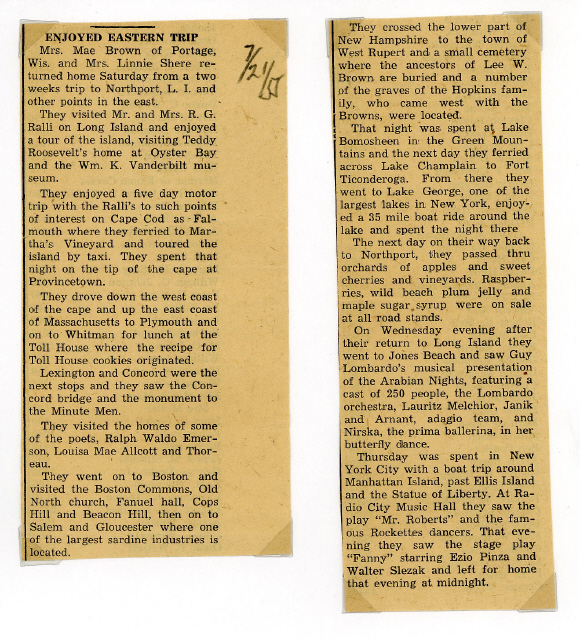 ENJOYED EASTERN TRIP
Mrs. Mae Brown of Portage,
Wis. and Mrs. Linnie Shere re-
turned home Saturday from a two
weeks trip to Northport, L. I. and
other points in the east.
They visited Mr. and Mrs. R. G.
Ralli on Long Island and enjoyed
a tour of the island, visiting Teddy
Roosevelt's home at Oyster Bay
and the Wm. K. Vanderbilt mu-
seum.
They enjoyed a five day motor
trip with the Ralli's to such points
of interest on Cape Cod as Fal-
mouth where they ferried to Mar-
tha's Vineyard and toured the
island by taxi. They spent that
night on the tip of the cape at
Provincetown.
They drove down the west coast
of the cape and up the east coast
of Massachusetts to Plymouth and
on to Whitman for lunch at the
Toll House where the recipe for
Toll House cookies originated.
Lexington and Concord were the
next stops and they saw the Con-
cord bridge and the monument to
the Minute Men.
They visited the homes of some
of the poets, Ralph Waldo Emer-
son, Louisa Mae Allcott and Thor-
eau.
They went on to Boston and
visited the Boston Commons, Old
North church, Fanuel hall, Cops
Hill and Beacon Hill, then on to
Salem and Gloucester where one
of the largest sardine industries is
located.
They crossed the lower part of
New Hampshire to the town of
West Rupert and a small cemetery
where the ancestors of Lee W.
Brown are buried and a number
of the graves of the Hopkins fam-
ily, who came west with the
Browns, were located.
That night was spent at Lake
Bomosheen in the Green Moun-
tains and the next day they ferried
across Lake Champlain to Fort
Ticonderoga. From there they
went to Lake George, one of the
largest lakes in New York, enjoy-
ed a 35 mile boat ride around the
lake and spent the night there
The next day on their way back
to Northport, they passed thru
orchards of apples and sweet
cherries and vineyards. Raspber-
ries, wild beach plum jelly and
maple sugar syrup were on sale
at all road stands.
On Wednesday evening after
their return to Long Island they
went to Jones Beach and saw Guy
Lombardo's musical presentation
of the Arabian Nights, featuring a
cast of 250 people, the Lombardo
orchestra, Lauritz Melchior, Janik
and Arnant, adagio team, and
Nirska, the prima ballerina, in her
butterfly dance.
Thursday was spent in New
York City with a boat trip around
Manhattan Island, past Ellis Island
and the Statue of Liberty. At Ra-
dio City Music Hall they saw the
play "Mr. Roberts" and the fam-
ous Rockettes dancers. That eve-
ning they saw the stage play
"Fanny" starring Ezio Pinza and
Walter Slezak and left for home
that evening at midnight.